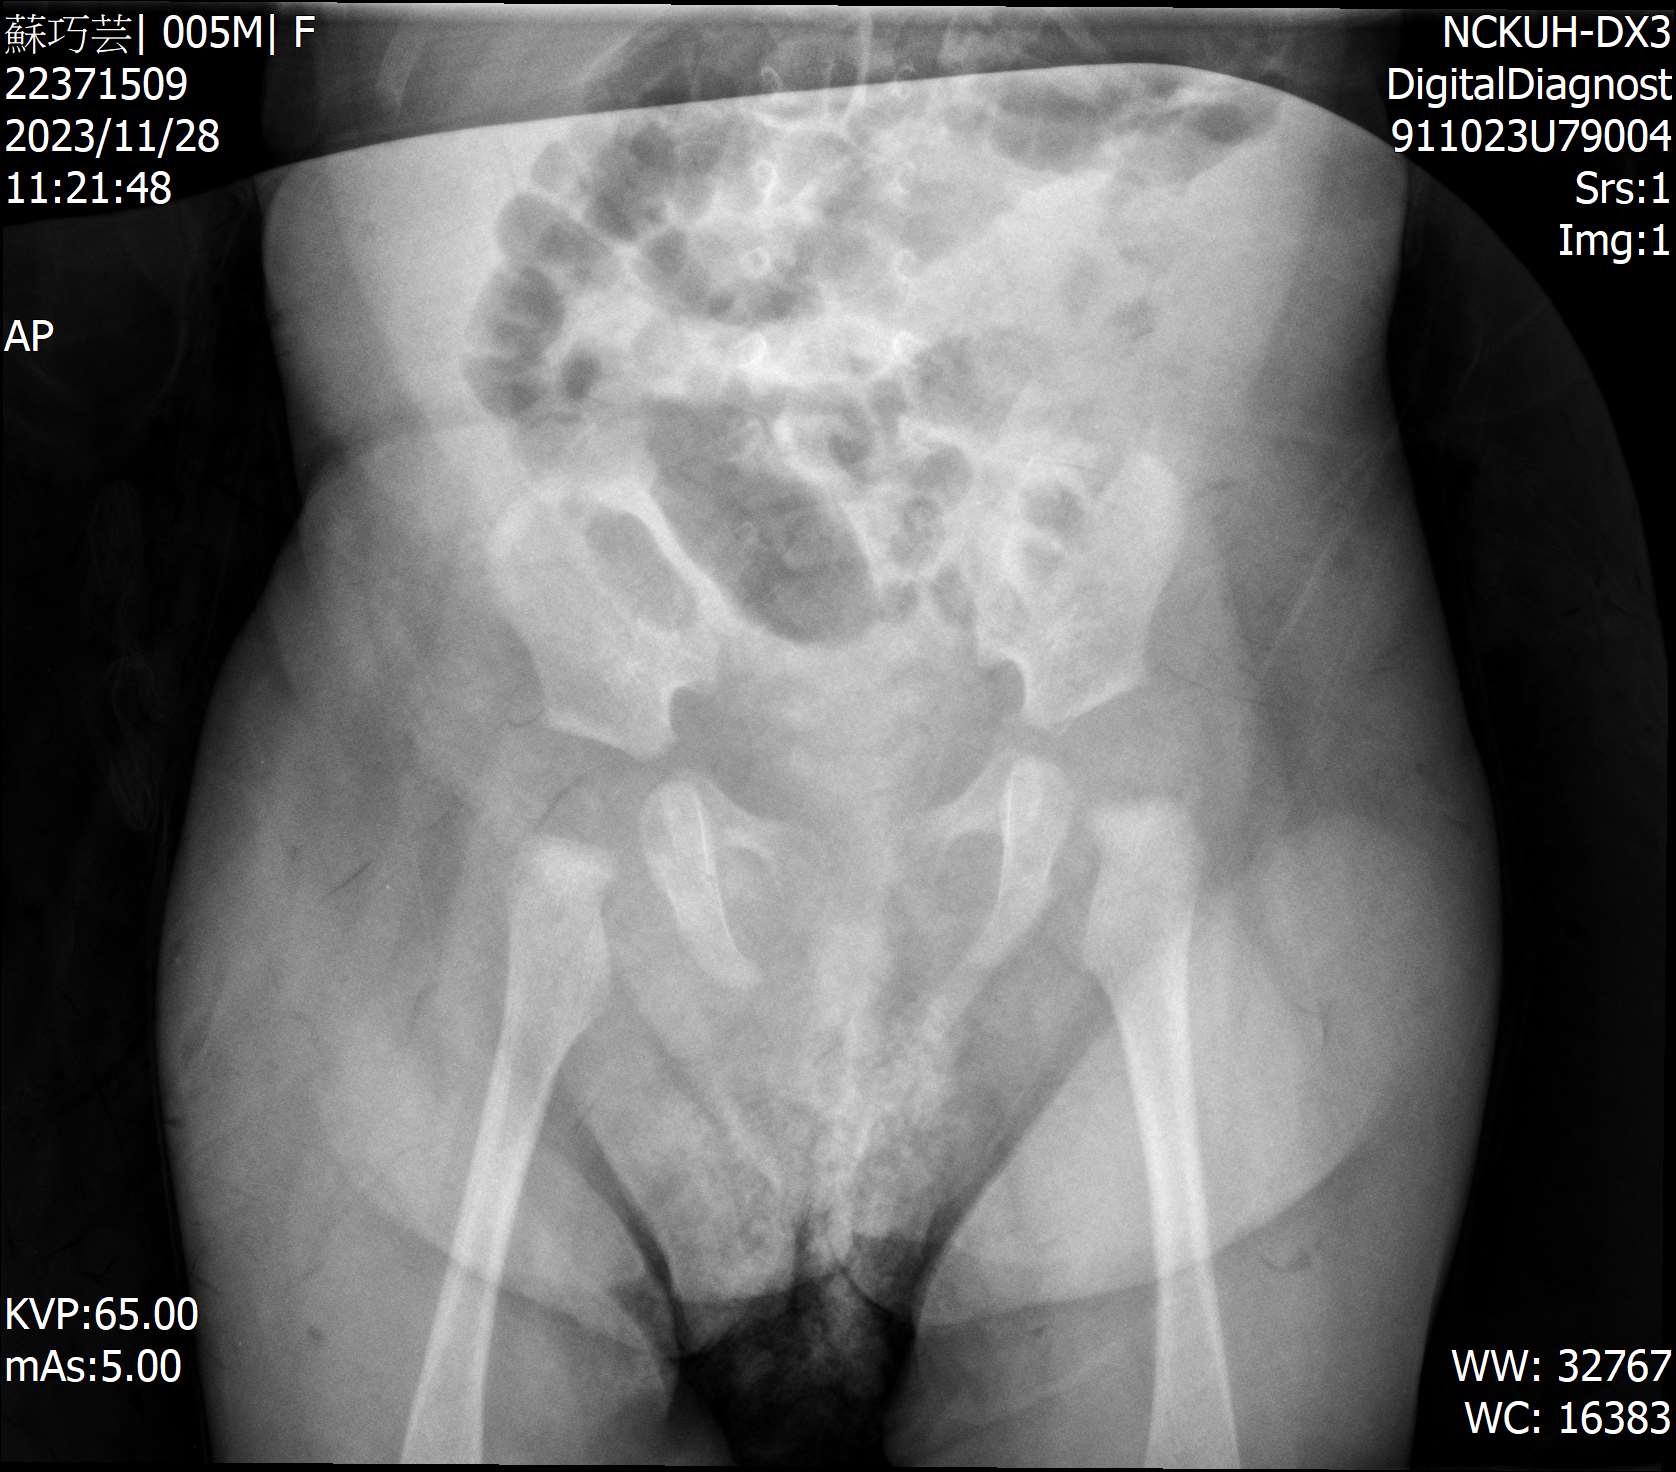 蘇巧芸| 005M| F
22371509
2023/11/28
11:21:48
AP
NCKUH-DX3
DigitalDiagnost
911023U79004
Srs:1
Img:1
KVP:65.00
mAs:5.00
WW: 32767
WC: 16383